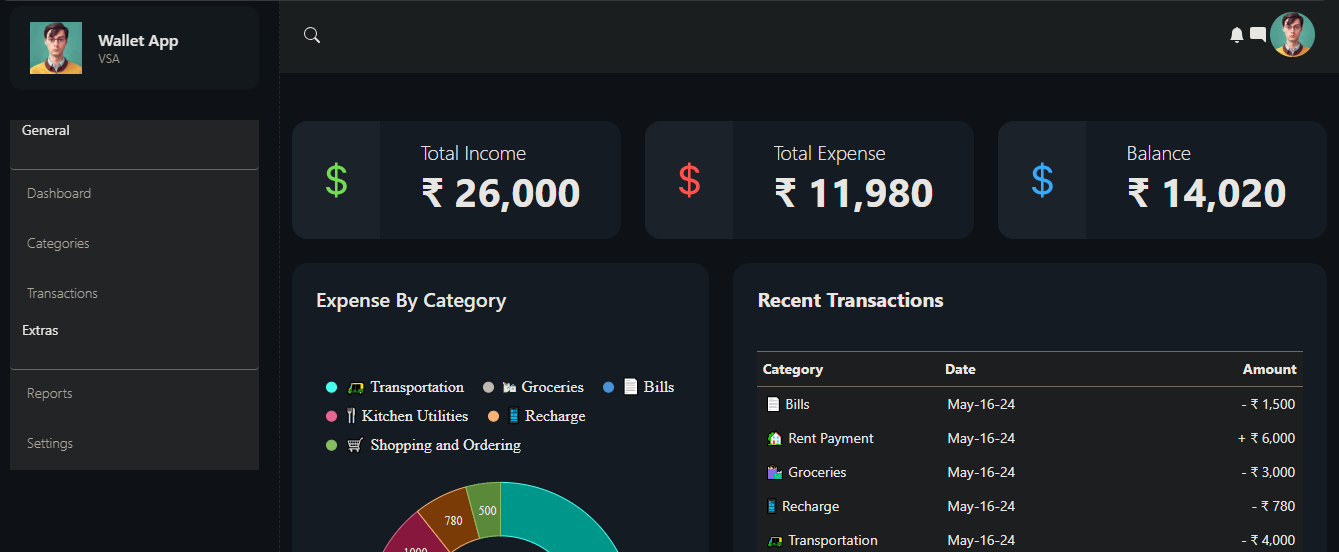 Wallet App
VSA
General
Dashboard
Categories
Transactions
Extras
Reports
Settings
Total Income
₹ 26,000
Total Expense
₹ 11,980
Balance
₹ 14,020
Expense By Category
Transportation Groceries Bills
Kitchen Utilities Recharge
Shopping and Ordering
780 500
Recent Transactions
Category Date Amount
Bills May-16-24 - ₹ 1,500
Rent Payment May-16-24 + ₹ 6,000
Groceries May-16-24 - ₹ 3,000
Recharge May-16-24 - ₹ 780
Transportation May-16-24 - ₹ 4,000